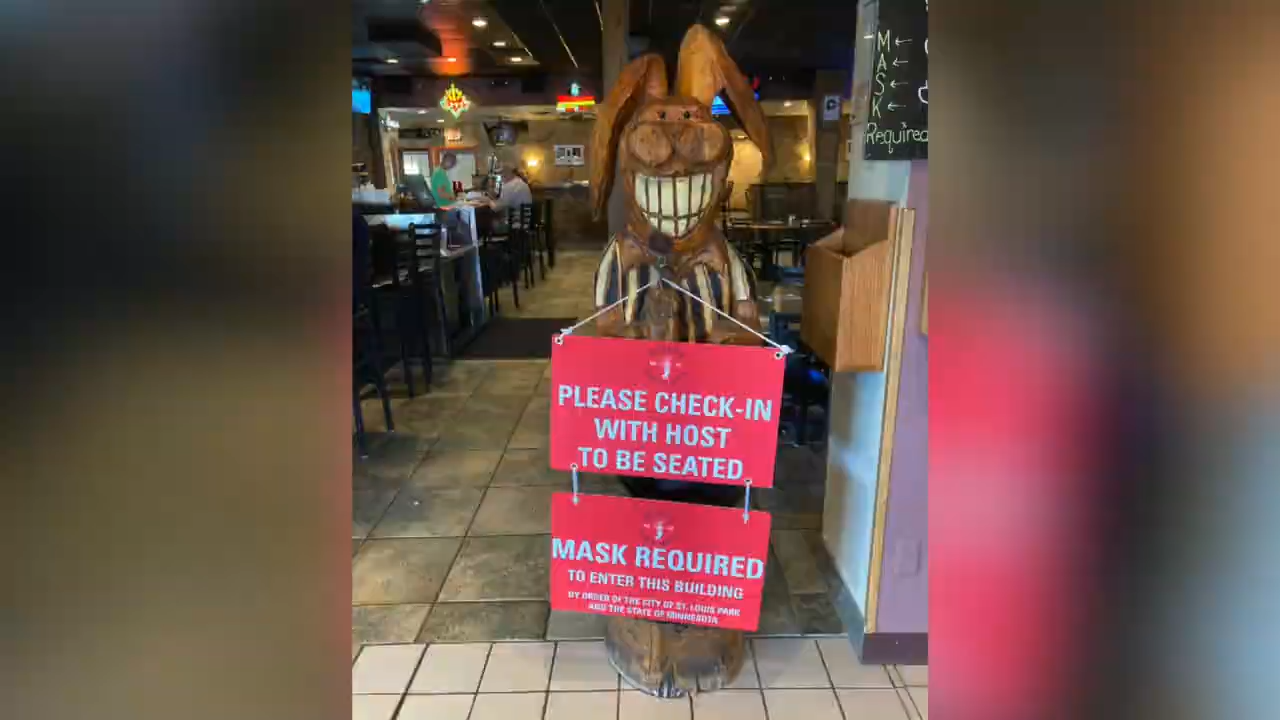 M ←
A ←
S ←
K ←
Required
PLEASE CHECK-IN
WITH HOST
TO BE SEATED
MASK REQUIRED
TO ENTER THIS BUILDING
BY ORDER OF THE CITY OF ST. LOUIS PARK
AND THE STATE OF MINNESOTA